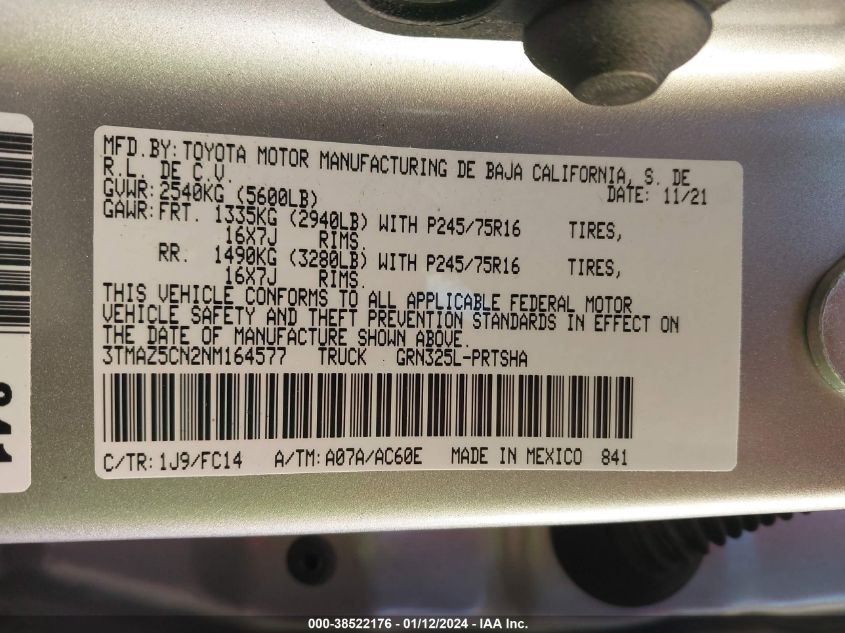 MFD.BY:TOYOTA MOTOR MANUFACTURING DE BAJA CALIFORNIA, S. DE
R.L. DE C.V.
DATE: 11/21
GVWR:2540KG (5600LB)
GAWR:FRT. 1335KG (2940LB) WITH P245/75R16 TIRES,
16X7J RIMS.
RR. 1490KG (3280LB) WITH P245/75R16 TIRES,
16X7J RIMS.
THIS VEHICLE CONFORMS TO ALL APPLICABLE FEDERAL MOTOR
VEHICLE SAFETY AND THEFT PREVENTION STANDARDS IN EFFECT ON
THE DATE OF MANUFACTURE SHOWN ABOVE.
3TMAZ5CN2NM164577 TRUCK GRN325L-PRTSHA
C/TR: 1J9/FC14 A/TM: A07A/AC60E MADE IN MEXICO 841
841
000-38522176 - 01/12/2024 - IAA Inc.